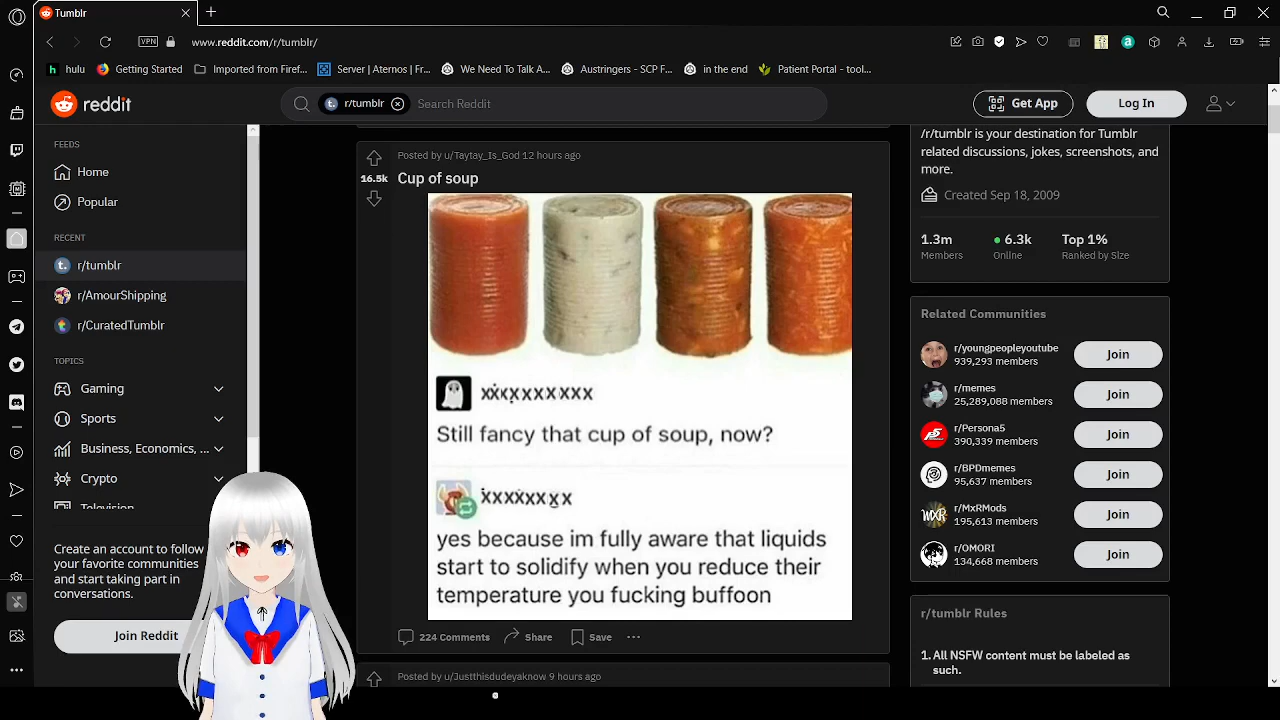 Tumblr
VPN
www.reddit.com/r/tumblr/
hulu
Getting Started
Imported from Firef...
Server | Aternos | Fr...
We Need To Talk A...
Austringers - SCP F...
in the end
Patient Portal - tool...
reddit
r/tumblr
Search Reddit
Get App
Log In
FEEDS
Home
Popular
RECENT
r/tumblr
r/AmourShipping
r/CuratedTumblr
TOPICS
Gaming
Sports
Business, Economics, ...
Crypto
Television
Create an account to follow
your favorite communities
and start taking part in
conversations.
Join Reddit
Posted by u/Taytay_Is_God 12 hours ago
16.5k
Cup of soup
Still fancy that cup of soup, now?
yes because im fully aware that liquids
start to solidify when you reduce their
temperature you fucking buffoon
224 Comments
Share
Save
Posted by u/Justthisdudeyaknow 9 hours ago
/r/tumblr is your destination for Tumblr
related discussions, jokes, screenshots, and
more.
Created Sep 18, 2009
1.3m
Members
6.3k
Online
Top 1%
Ranked by Size
Related Communities
r/youngpeopleyoutube
939,293 members
Join
r/memes
25,289,088 members
Join
r/Persona5
390,339 members
Join
r/BPDmemes
95,637 members
Join
r/MxRMods
195,613 members
Join
r/OMORI
134,668 members
Join
r/tumblr Rules
1. All NSFW content must be labeled as
such.